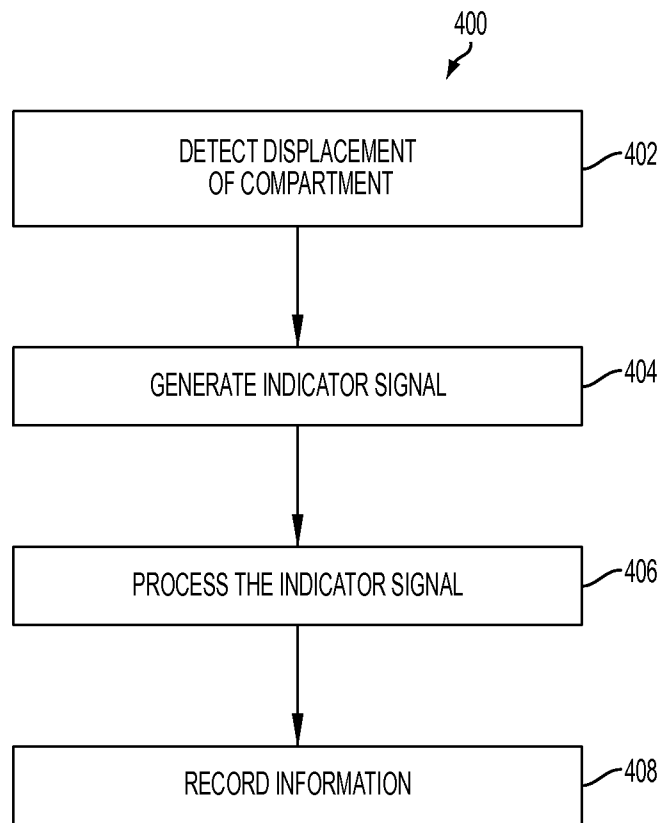 400
DETECT DISPLACEMENT
OF COMPARTMENT
402
GENERATE INDICATOR SIGNAL
404
PROCESS THE INDICATOR SIGNAL
406
RECORD INFORMATION
408